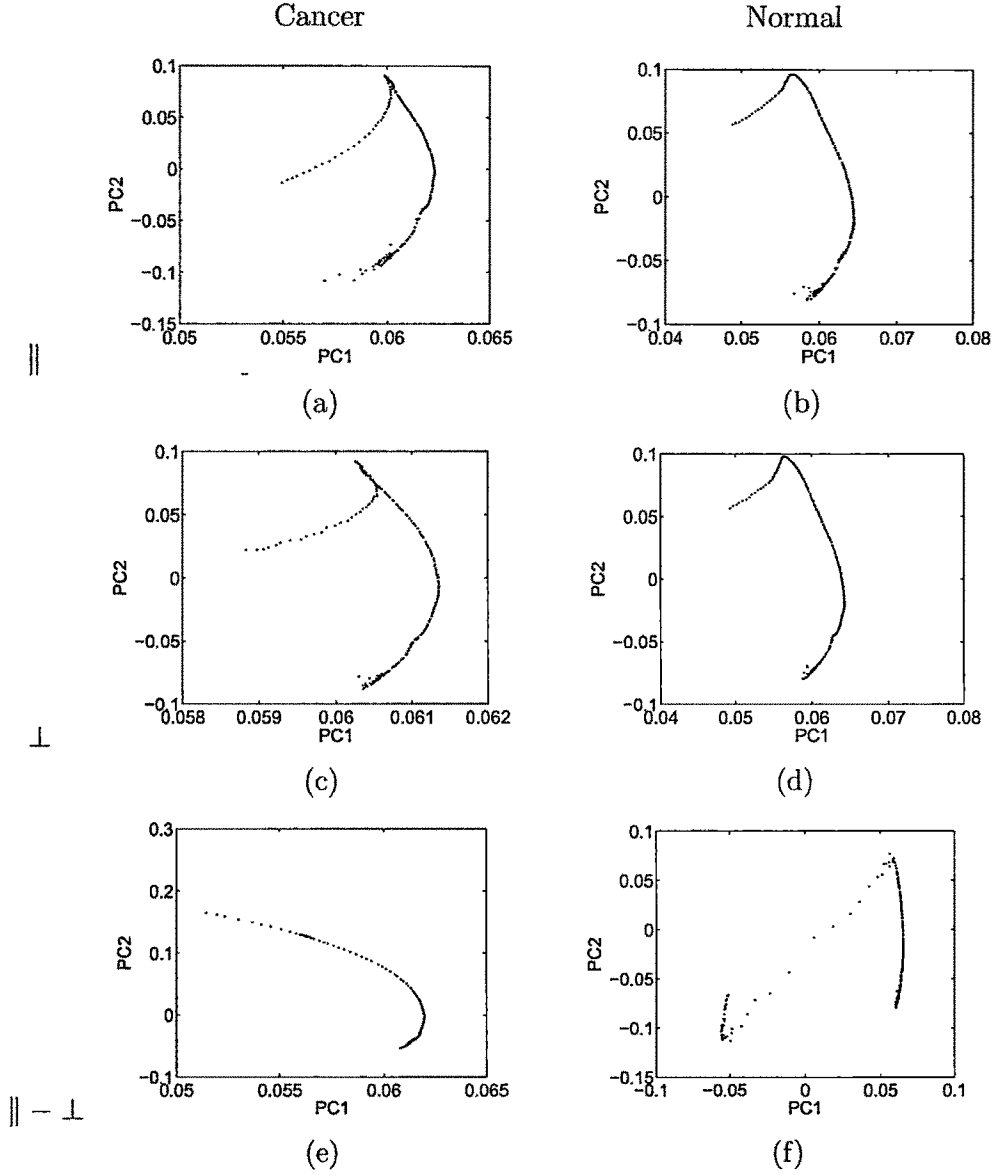 Cancer Normal
0.1 0.05 0 −0.05 −0.1 −0.15
PC2
0.05 0.055 0.06 0.065
PC1
(a)
0.1 0.05 0 −0.05 −0.1
PC2
0.04 0.05 0.06 0.07 0.08
PC1
(b)
∥
0.1 0.05 0 −0.05 −0.1
PC2
0.058 0.059 0.06 0.061 0.062
PC1
(c)
0.1 0.05 0 −0.05 −0.1
PC2
0.04 0.05 0.06 0.07 0.08
PC1
(d)
⊥
0.3 0.2 0.1 0 −0.1
PC2
0.05 0.055 0.06 0.065
PC1
(e)
0.1 0.05 0 −0.05 −0.1 −0.15
PC2
−0.1 −0.05 0 0.05 0.1
PC1
(f)
∥ − ⊥